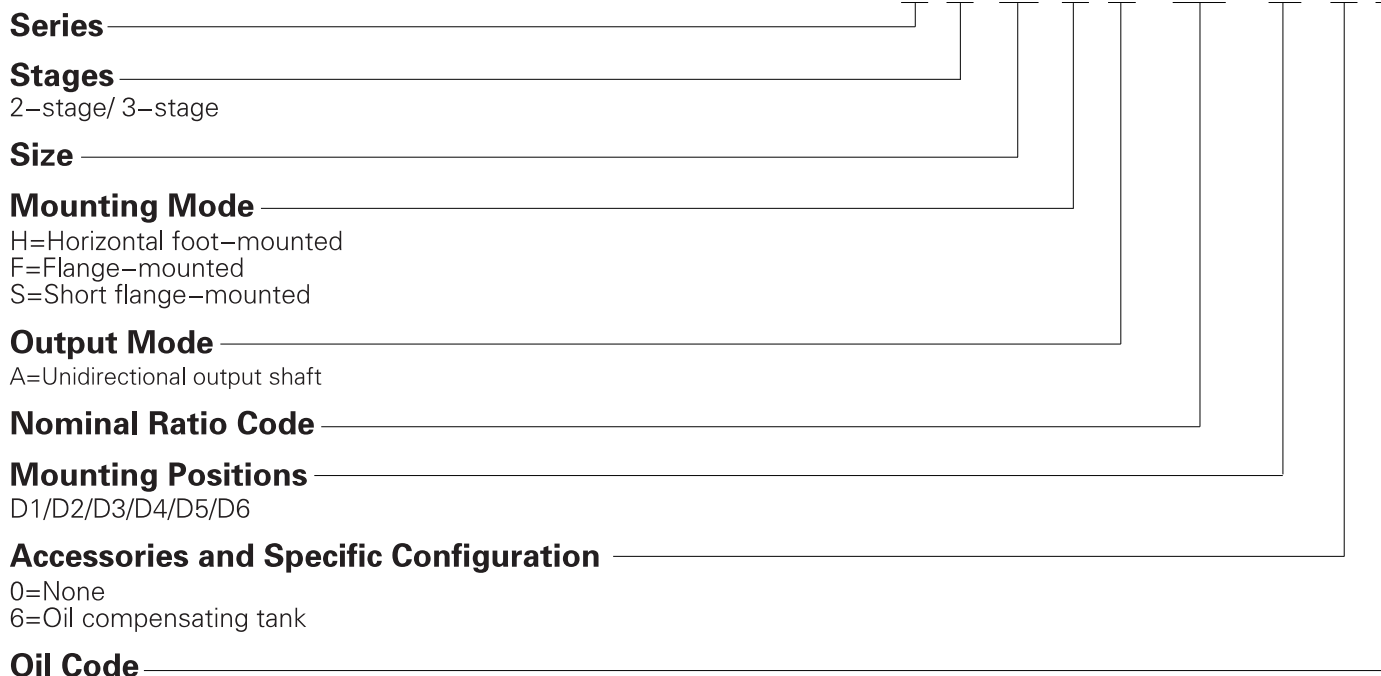 Series
Stages
2–stage/ 3–stage
Size
Mounting Mode
H=Horizontal foot–mounted
F=Flange–mounted
S=Short flange–mounted
Output Mode
A=Unidirectional output shaft
Nominal Ratio Code
Mounting Positions
D1/D2/D3/D4/D5/D6
Accessories and Specific Configuration
0=None
6=Oil compensating tank
Oil Code